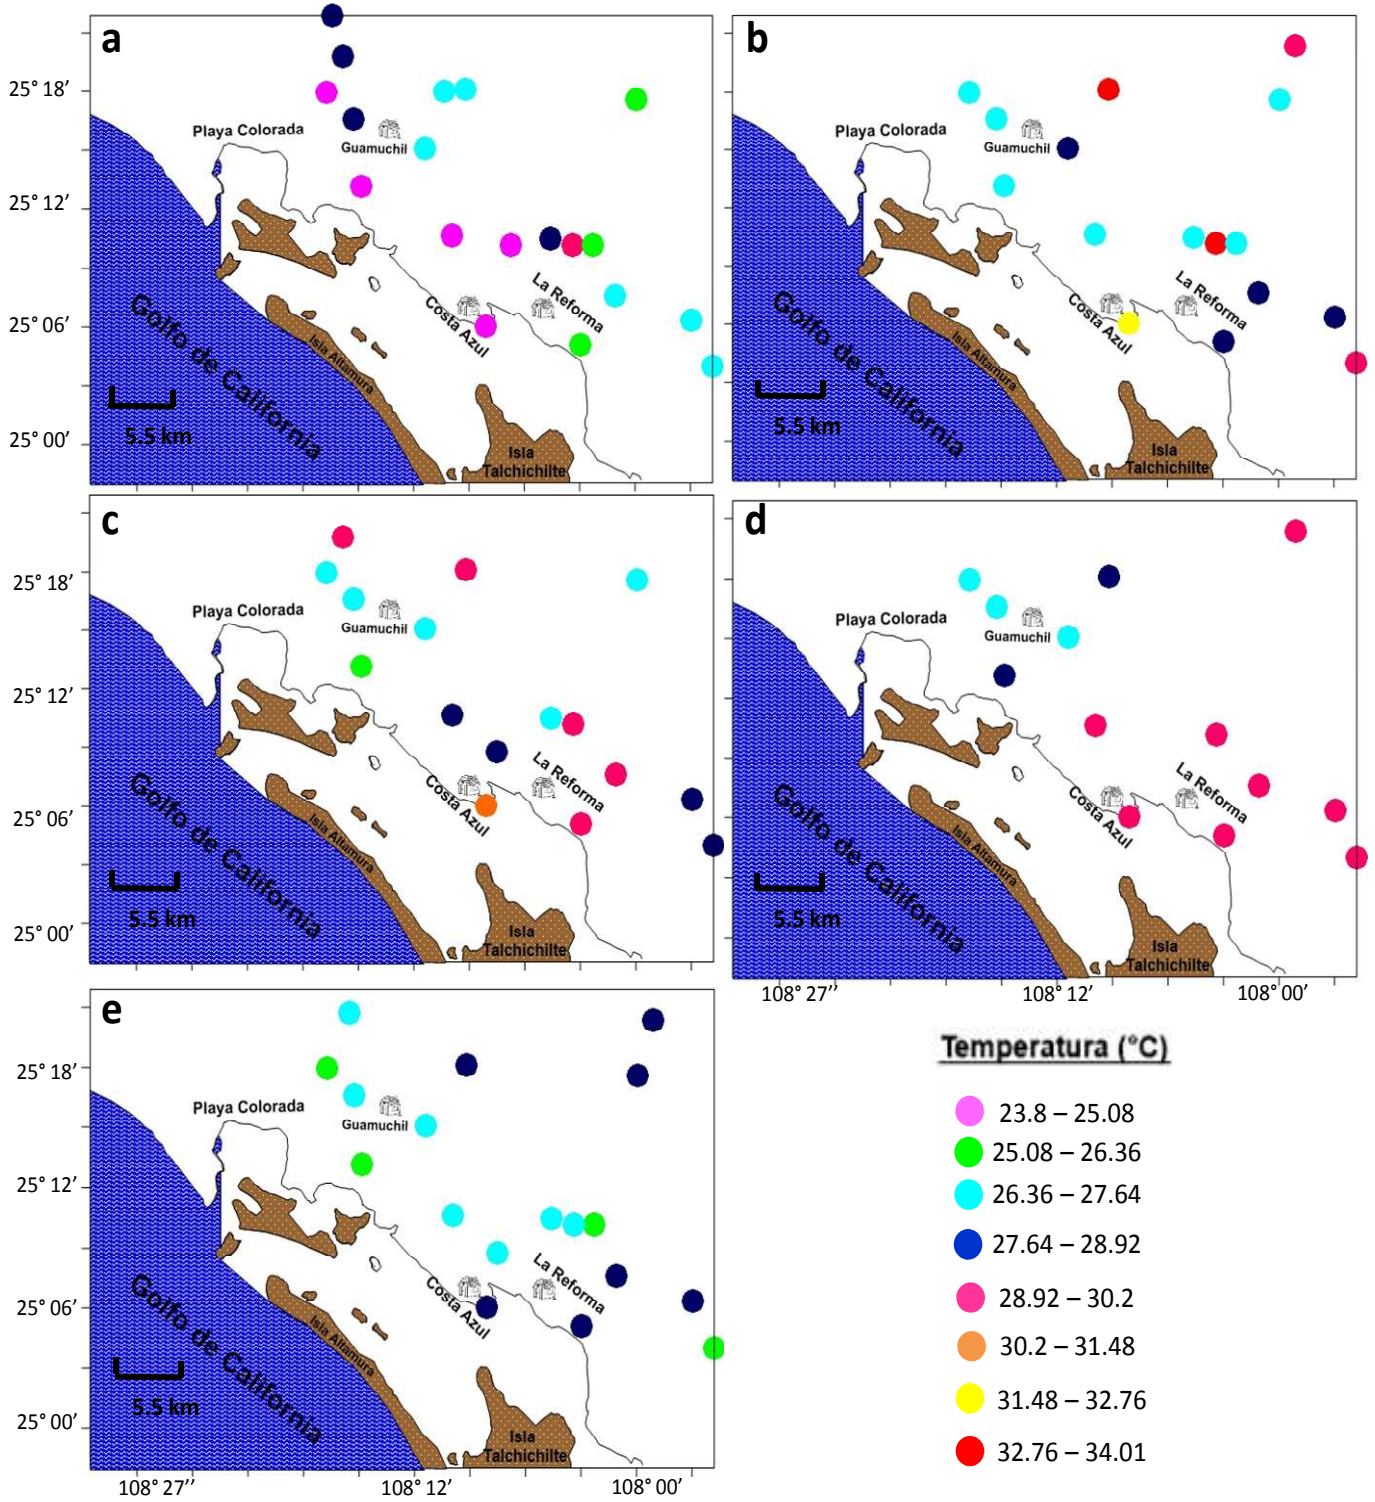 a
25° 18’
Playa Colorada
Guamuchil
25° 12’
La Reforma
Costa Azul
25° 06’
Golfo de California
Isla Altamura
5.5 km
25° 00’
Isla
Talchichilte
b
Playa Colorada
Guamuchil
La Reforma
Costa Azul
Golfo de California
Isla Altamura
5.5 km
Isla
Talchichilte
c
25° 18’
Playa Colorada
Guamuchil
25° 12’
La Reforma
Costa Azul
25° 06’
Golfo de California
Isla Altamura
5.5 km
25° 00’
Isla
Talchichilte
d
Playa Colorada
Guamuchil
La Reforma
Costa Azul
Golfo de California
Isla Altamura
5.5 km
Isla
Talchichilte
108° 27’’
108° 12’
108° 00’
e
25° 18’
Playa Colorada
Guamuchil
25° 12’
La Reforma
Costa Azul
25° 06’
Golfo de California
Isla Altamura
5.5 km
25° 00’
Isla
Talchichilte
108° 27’’
108° 12’
108° 00’
Temperatura (°C)
23.8 – 25.08
25.08 – 26.36
26.36 – 27.64
27.64 – 28.92
28.92 – 30.2
30.2 – 31.48
31.48 – 32.76
32.76 – 34.01